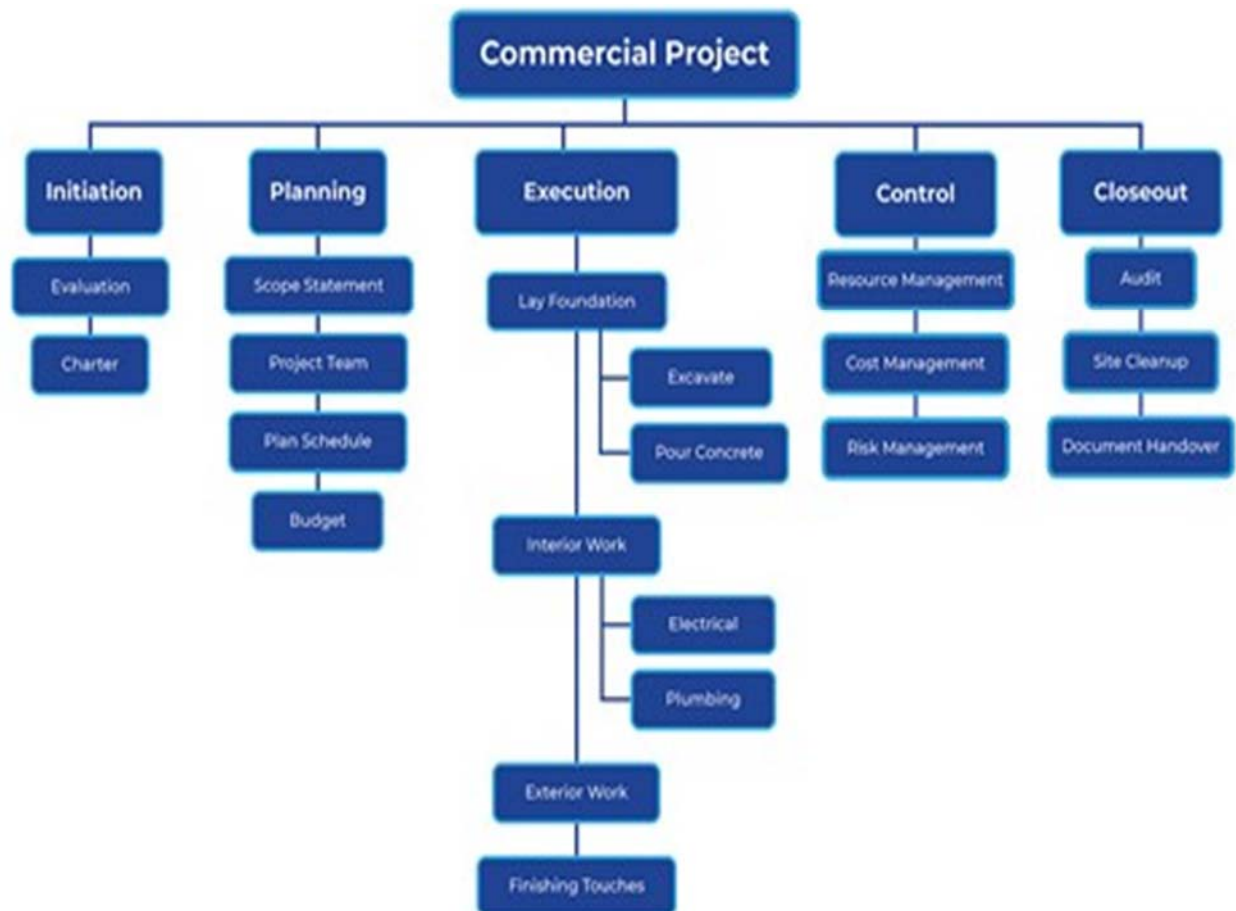 Commercial Project
Initiation
Evaluation
Charter
Planning
Scope Statement
Project Team
Plan Schedule
Budget
Execution
Lay Foundation
Excavate
Pour Concrete
Interior Work
Electrical
Plumbing
Exterior Work
Finishing Touches
Control
Resource Management
Cost Management
Risk Management
Closeout
Audit
Site Cleanup
Document Handover